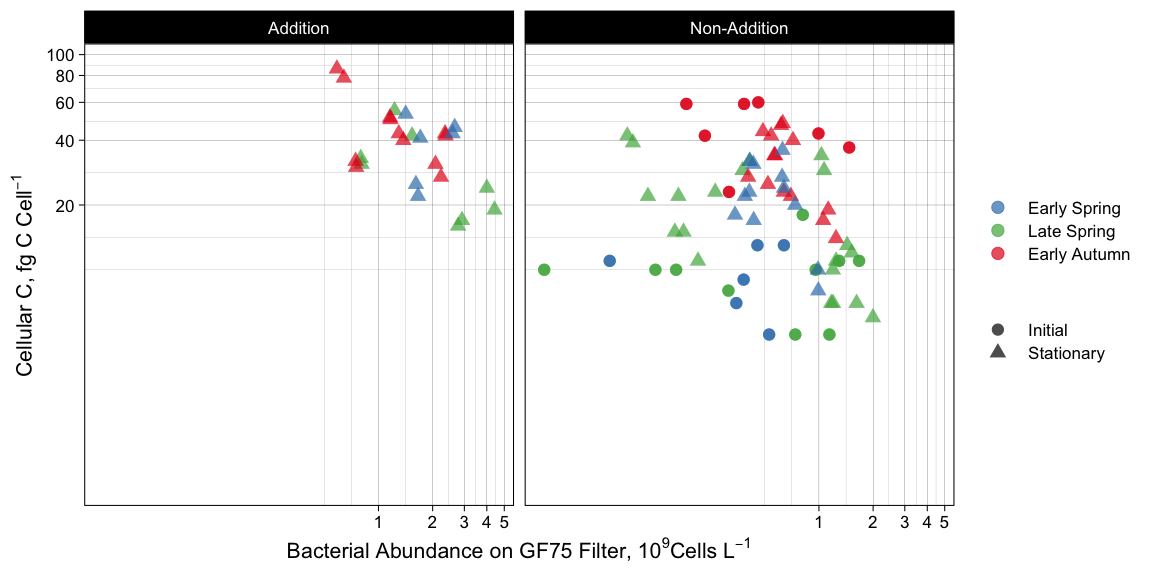 Addition Non-Addition
100
80
60
40
20
Cellular C, fg C Cell⁻¹
1 2 3 4 5 1 2 3 4 5
Bacterial Abundance on GF75 Filter, 10⁹Cells L⁻¹
Early Spring
Late Spring
Early Autumn
Initial
Stationary